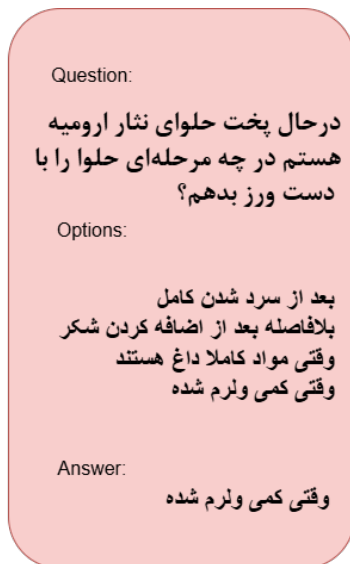 Question:
درحال پخت حلوای نثار ارومیه
هستم در چه مرحله‌ای حلوا را با
دست ورز بدهم؟
Options:
بعد از سرد شدن کامل
بلافاصله بعد از اضافه کردن شکر
وقتی مواد کاملا داغ هستند
وقتی کمی ولرم شده
Answer:
وقتی کمی ولرم شده